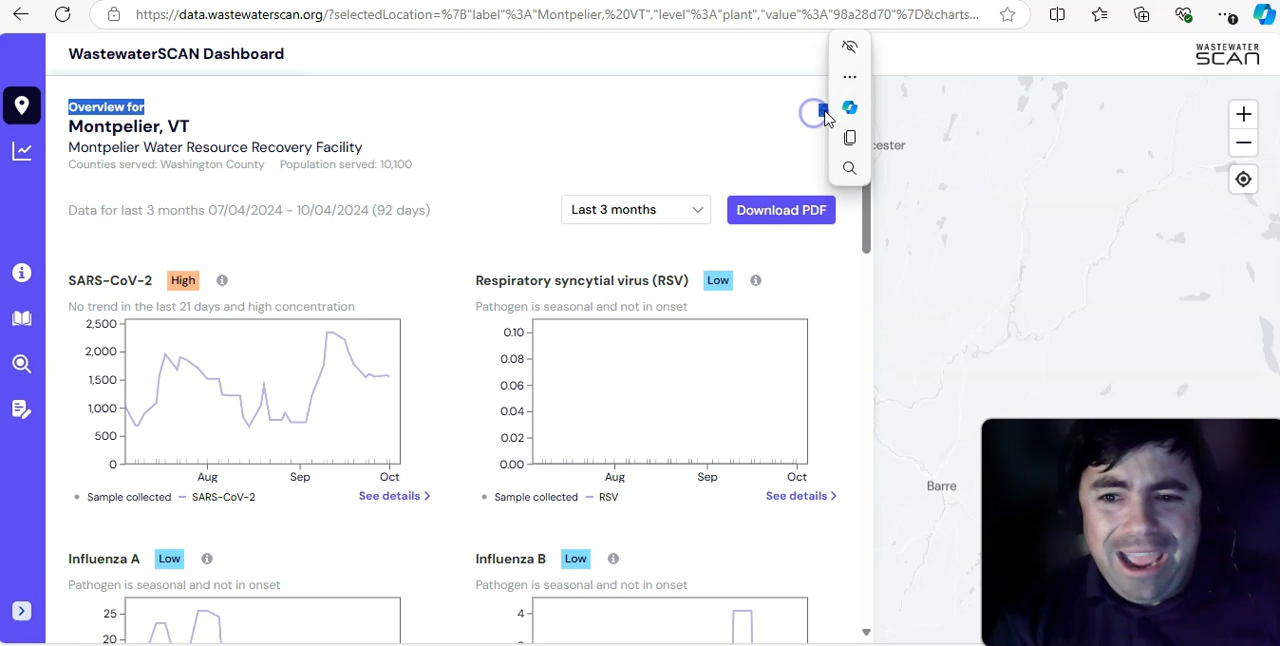 https://data.wastewaterscan.org/?selectedLocation=%7B"label"%3A"Montpelier,%20VT","level"%3A"plant","value"%3A"98a28d70"%7D&charts...
WastewaterSCAN Dashboard
WASTEWATER
SCAN
Overview for
Montpelier, VT
Montpelier Water Resource Recovery Facility
Counties served: Washington County Population served: 10,100
Data for last 3 months 07/04/2024 - 10/04/2024 (92 days)
Last 3 months
Download PDF
SARS-CoV-2 High
No trend in the last 21 days and high concentration
2,500
2,000
1,500
1,000
500
0
Aug Sep Oct
Sample collected SARS-CoV-2
See details
Respiratory syncytial virus (RSV) Low
Pathogen is seasonal and not in onset
0.10
0.08
0.06
0.04
0.02
0.00
Aug Sep Oct
Sample collected RSV
See details
Influenza A Low
Pathogen is seasonal and not in onset
25
20
Influenza B Low
Pathogen is seasonal and not in onset
4
cester
Barre